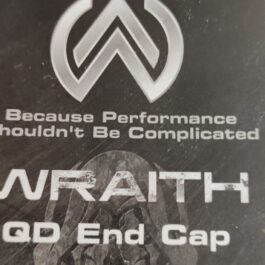 Because Performance
houldn't Be Complicated
WRAITH
QD End Cap